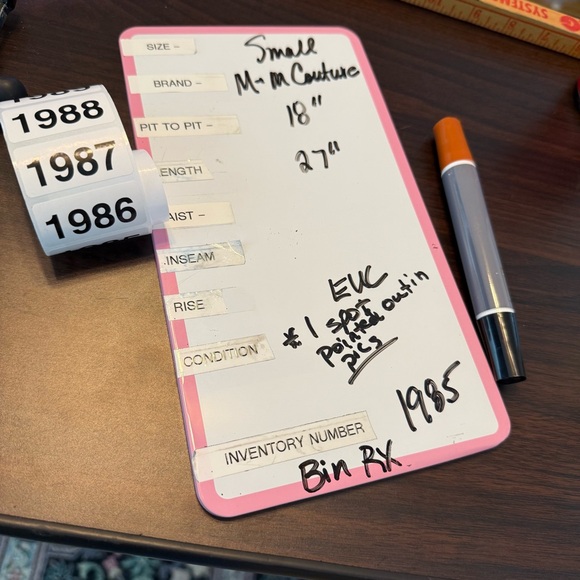 1988
1987
1986
SIZE - Small
BRAND - M+M Couture
PIT TO PIT - 18"
ENGTH 27"
AIST -
INSEAM
RISE
CONDITION EUC
* 1 spot
pointed out in
pics
INVENTORY NUMBER 1985
Bin RX
SYSTEMS